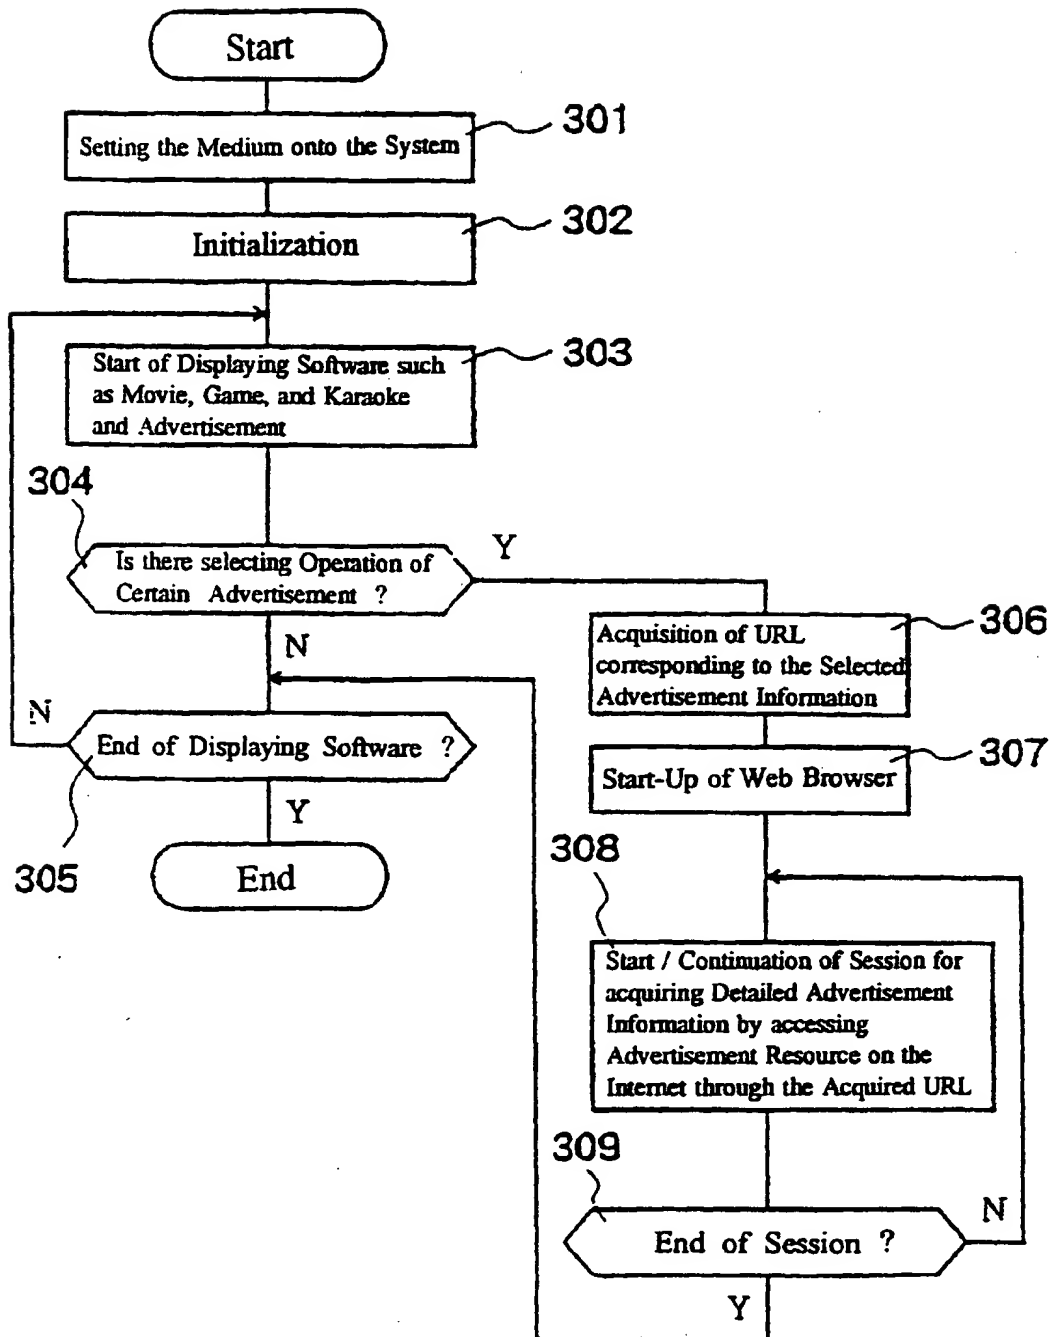 Start
301
Setting the Medium onto the System
302
Initialization
303
Start of Displaying Software such
as Movie, Game, and Karaoke
and Advertisement
304
Is there selecting Operation of
Certain Advertisement ?
Y
N
N
End of Displaying Software ?
305
Y
End
306
Acquisition of URL
corresponding to the Selected
Advertisement Information
307
Start-Up of Web Browser
308
Start / Continuation of Session for
acquiring Detailed Advertisement
Information by accessing
Advertisement Resource on the
Internet through the Acquired URL
309
End of Session ?
N
Y